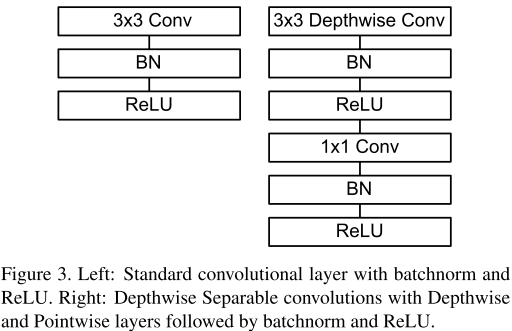 3x3 Conv
BN
ReLU
3x3 Depthwise Conv
BN
ReLU
1x1 Conv
BN
ReLU
Figure 3. Left: Standard convolutional layer with batchnorm and
ReLU. Right: Depthwise Separable convolutions with Depthwise
and Pointwise layers followed by batchnorm and ReLU.